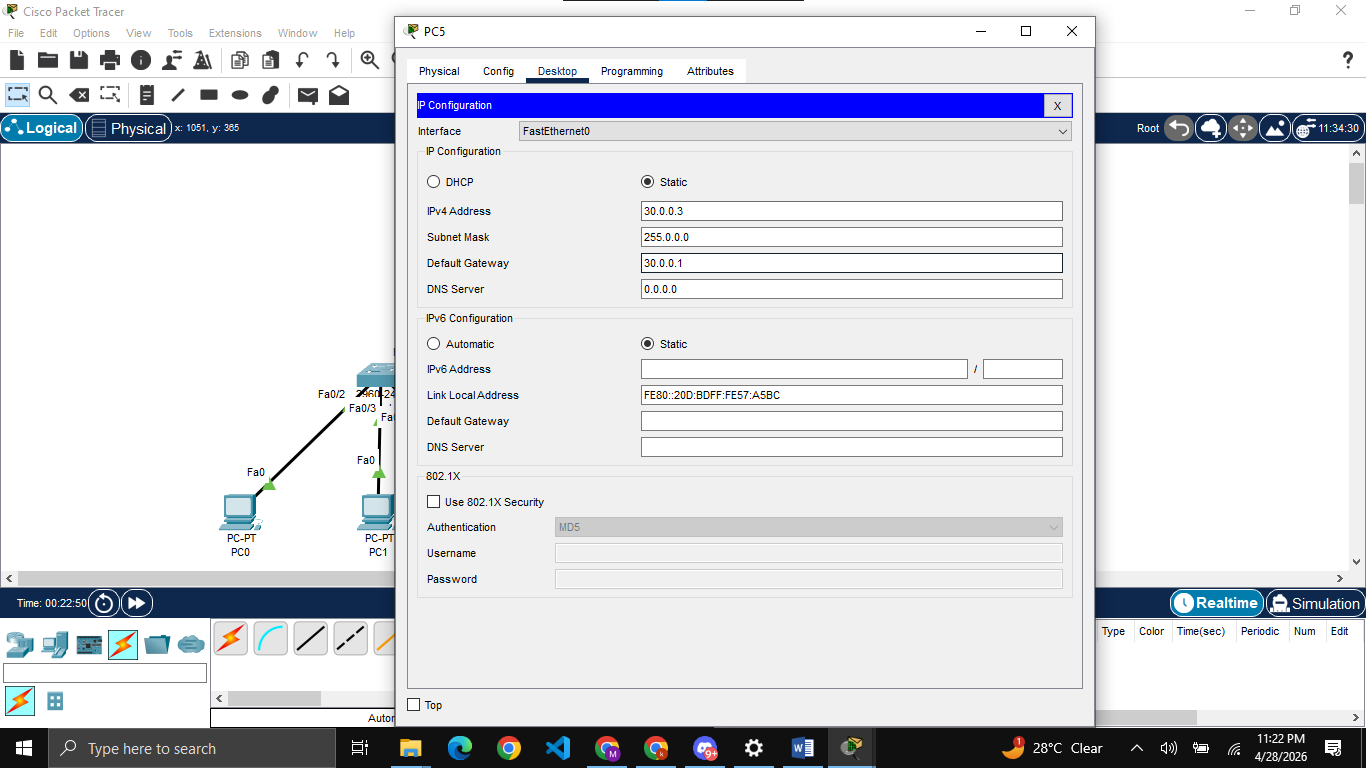 Cisco Packet Tracer
File Edit Options View Tools Extensions Window Help
Logical Physical x: 1051, y: 365
Root 11:34:30
Fa0/2 2960-24
Fa0/3
Fa0
Fa0
PC-PT
PC0
Fa0
PC-PT
PC1
PC5
Physical Config Desktop Programming Attributes
IP Configuration X
Interface FastEthernet0
IP Configuration
DHCP Static
IPv4 Address 30.0.0.3
Subnet Mask 255.0.0.0
Default Gateway 30.0.0.1
DNS Server 0.0.0.0
IPv6 Configuration
Automatic Static
IPv6 Address /
Link Local Address FE80::20D:BDFF:FE57:A5BC
Default Gateway
DNS Server
802.1X
Use 802.1X Security
Authentication MD5
Username
Password
Top
Time: 00:22:50
Realtime Simulation
Type Color Time(sec) Periodic Num Edit
Autor
Type here to search
28°C Clear
11:22 PM
4/28/2026